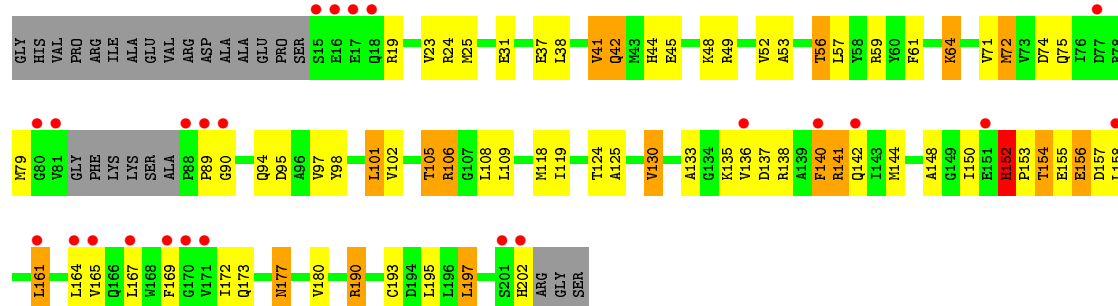 GLY HIS VAL PRO ARG ILE ALA GLU VAL ARG ASP ALA ALA GLU PRO SER S15 E16 E17 Q18 R19 V23 R24 M25 E31 E37 L38 V41 Q42 M43 H44 E45 K48 R49 V52 A53 T56 L57 Y58 R59 Y60 F61 K64 V71 M72 V73 D74 Q75 I76 D77 R78
M79 G80 V81 GLY PHE LYS LYS SER ALA P88 P89 G90 Q94 D95 A96 V97 Y98 L101 V102 T105 R106 G107 L108 L109 M118 I119 T124 A125 V130 A133 G134 K135 V136 D137 R138 A139 F140 R141 Q142 I143 M144 A148 G149 I150 E151 H152 P153 T154 E155 E156 D157 L158
L161 L164 V165 Q166 L167 W168 F169 G170 V171 I172 Q173 N177 V180 R190 C193 D194 L195 L196 L197 S201 H202 ARG GLY SER